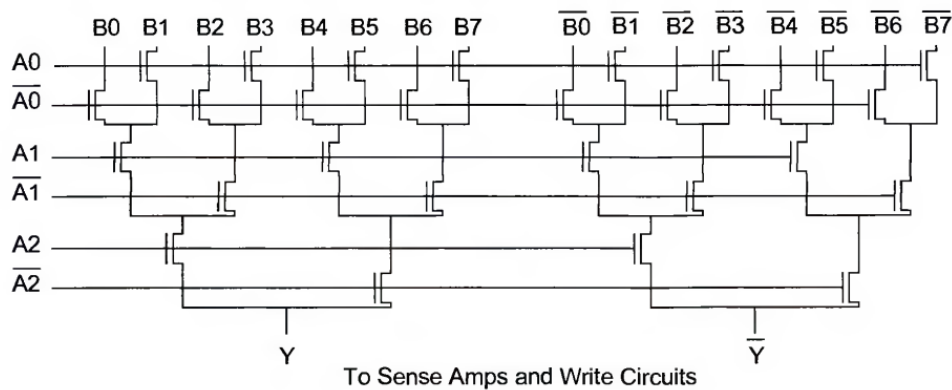 B0 B1 B2 B3 B4 B5 B6 B7 B̅0̅ B̅1̅ B̅2̅ B̅3̅ B̅4̅ B̅5̅ B̅6̅ B̅7̅
A0
A̅0̅
A1
A̅1̅
A2
A̅2̅
Y Y̅
To Sense Amps and Write Circuits